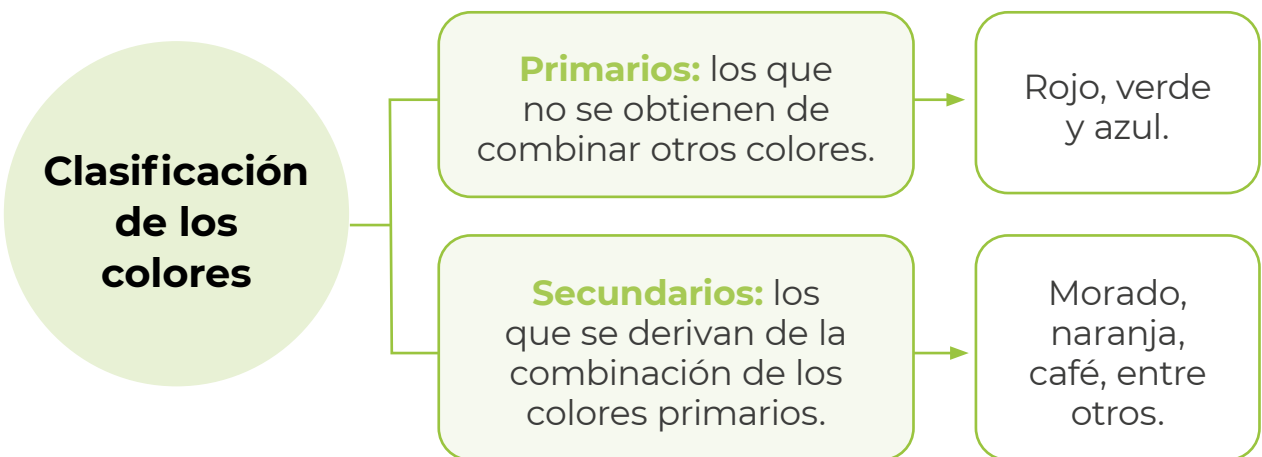 Clasificación
de los
colores
Primarios: los que
no se obtienen de
combinar otros colores.
Rojo, verde
y azul.
Secundarios: los
que se derivan de la
combinación de los
colores primarios.
Morado,
naranja,
café, entre
otros.